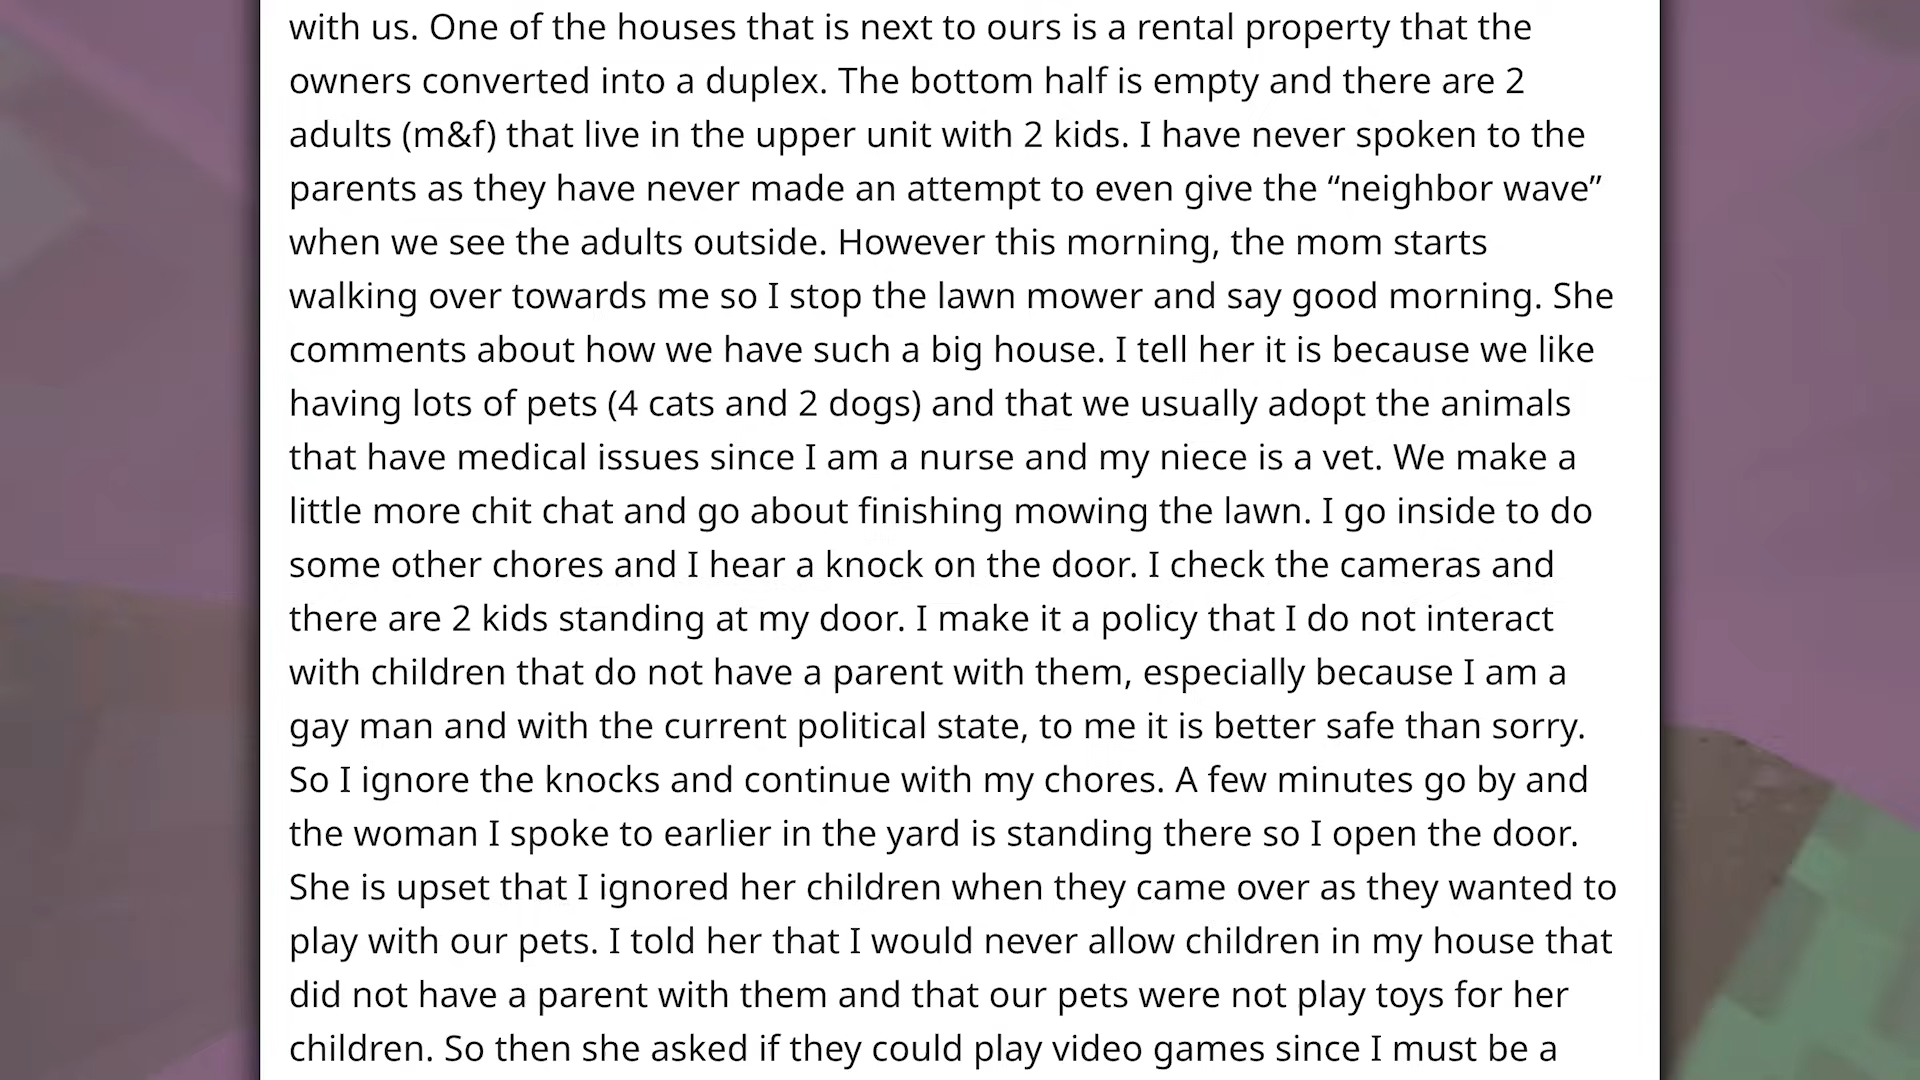 with us. One of the houses that is next to ours is a rental property that the
owners converted into a duplex. The bottom half is empty and there are 2
adults (m&f) that live in the upper unit with 2 kids. I have never spoken to the
parents as they have never made an attempt to even give the “neighbor wave”
when we see the adults outside. However this morning, the mom starts
walking over towards me so I stop the lawn mower and say good morning. She
comments about how we have such a big house. I tell her it is because we like
having lots of pets (4 cats and 2 dogs) and that we usually adopt the animals
that have medical issues since I am a nurse and my niece is a vet. We make a
little more chit chat and go about finishing mowing the lawn. I go inside to do
some other chores and I hear a knock on the door. I check the cameras and
there are 2 kids standing at my door. I make it a policy that I do not interact
with children that do not have a parent with them, especially because I am a
gay man and with the current political state, to me it is better safe than sorry.
So I ignore the knocks and continue with my chores. A few minutes go by and
the woman I spoke to earlier in the yard is standing there so I open the door.
She is upset that I ignored her children when they came over as they wanted to
play with our pets. I told her that I would never allow children in my house that
did not have a parent with them and that our pets were not play toys for her
children. So then she asked if they could play video games since I must be a